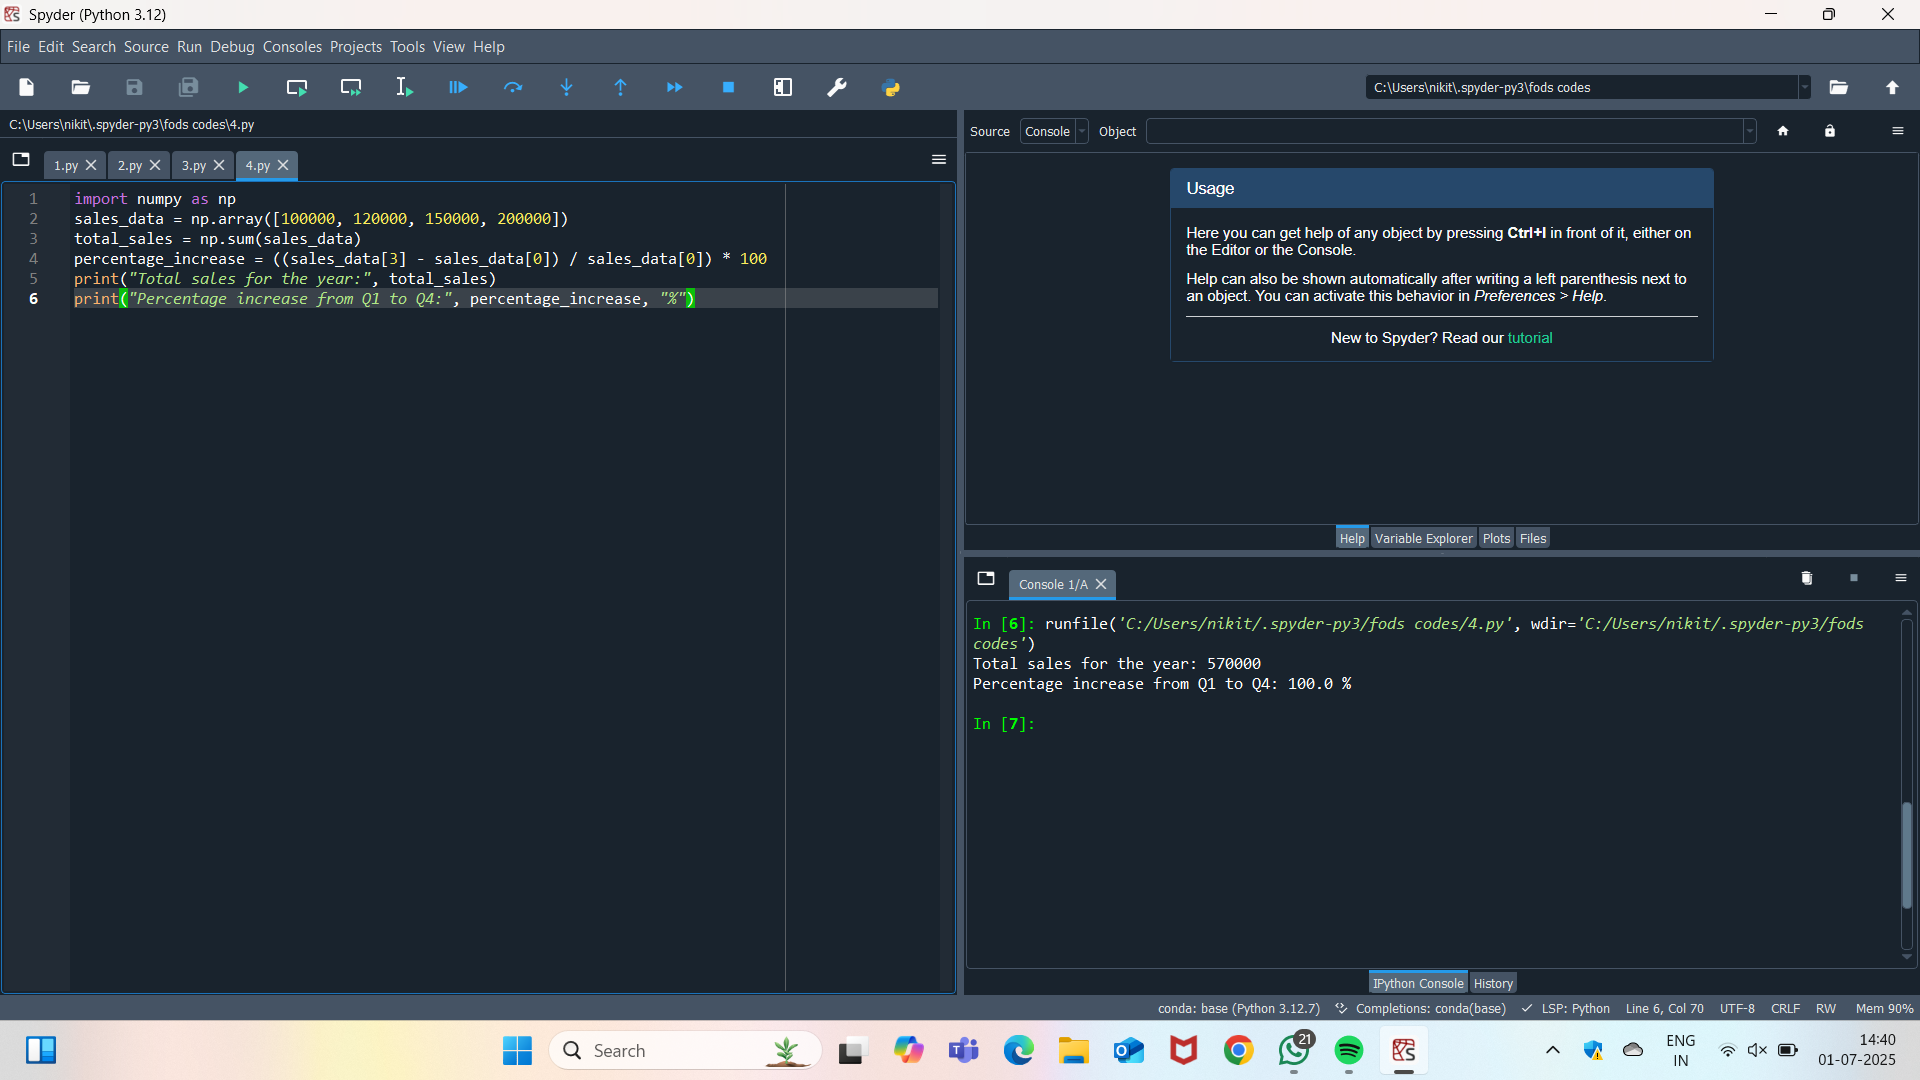 Spyder (Python 3.12)
File Edit Search Source Run Debug Consoles Projects Tools View Help
C:\Users\nikit\.spyder-py3\fods codes
C:\Users\nikit\.spyder-py3\fods codes\4.py
1.py 2.py 3.py 4.py
1 import numpy as np
2 sales_data = np.array([100000, 120000, 150000, 200000])
3 total_sales = np.sum(sales_data)
4 percentage_increase = ((sales_data[3] - sales_data[0]) / sales_data[0]) * 100
5 print("Total sales for the year:", total_sales)
6 print("Percentage increase from Q1 to Q4:", percentage_increase, "%")
Source Console Object
Usage
Here you can get help of any object by pressing Ctrl+I in front of it, either on
the Editor or the Console.
Help can also be shown automatically after writing a left parenthesis next to
an object. You can activate this behavior in Preferences > Help.
New to Spyder? Read our tutorial
Help Variable Explorer Plots Files
Console 1/A
In [6]: runfile('C:/Users/nikit/.spyder-py3/fods codes/4.py', wdir='C:/Users/nikit/.spyder-py3/fods
codes')
Total sales for the year: 570000
Percentage increase from Q1 to Q4: 100.0 %
In [7]:
IPython Console History
conda: base (Python 3.12.7) Completions: conda(base) LSP: Python Line 6, Col 70 UTF-8 CRLF RW Mem 90%
Search
21
ENG
IN
14:40
01-07-2025